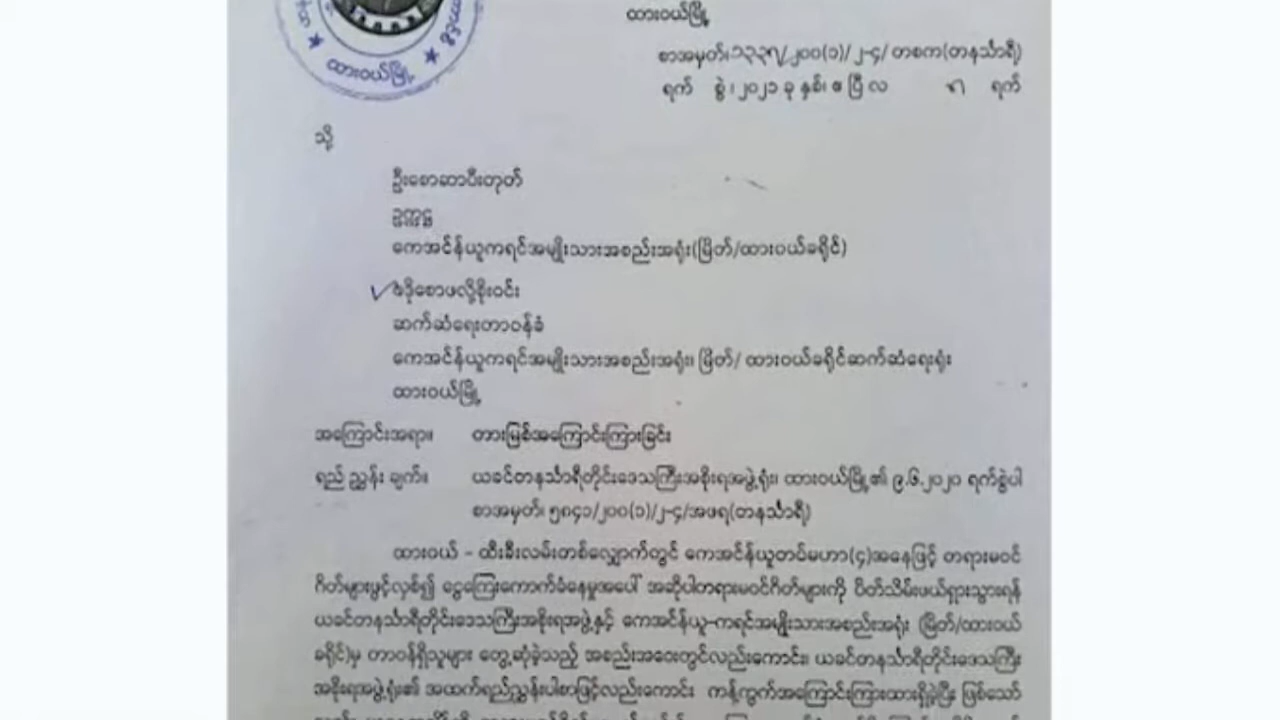 ထားဝယ်မြို့
ထားဝယ်မြို့
စာအမှတ်၊ ၁၃၃၇/၂၀၀(၁)/၂-၄/ တစက(တနင်္သာရီ)
ရက် စွဲ ၊ ၂၀၂၁ ခု နှစ်၊ ဧ ပြီ လ ရက်
သို့
ဦးစောဆာပီးတုတ်
ဥက္ကဋ္ဌ
ကေအင်န်ယူကရင်အမျိုးသားအစည်းအရုံး(မြိတ်/ထားဝယ်ခရိုင်)
ဖဒိုစောဖလို့စိုးဝင်း
ဆက်ဆံရေးတာဝန်ခံ
ကေအင်န်ယူကရင်အမျိုးသားအစည်းအရုံး၊ မြိတ်/ ထားဝယ်ခရိုင်ဆက်ဆံရေးရုံး
ထားဝယ်မြို့
အကြောင်းအရာ။ တားမြစ်အကြောင်းကြားခြင်း
ရည် ညွှန်း ချက်။ ယခင်တနင်္သာရီတိုင်းဒေသကြီးအစိုးရအဖွဲ့ရုံး၊ ထားဝယ်မြို့၏ ၉.၆.၂၀၂၀ ရက်စွဲပါ
စာအမှတ်၊ ၅၈၄၁/၂၀၀(၁)/၂-၄/အဖရ(တနင်္သာရီ)
ထားဝယ် - ထီးခီးလမ်းတစ်လျှောက်တွင် ကေအင်န်ယူတပ်မဟာ(၄)အနေဖြင့် တရားမဝင်
ဂိတ်များဖွင့်လှစ်၍ ငွေကြေးကောက်ခံနေမှုအပေါ် အဆိုပါတရားမဝင်ဂိတ်များကို ပိတ်သိမ်းဖယ်ရှားသွားရန်
ယခင်တနင်္သာရီတိုင်းဒေသကြီးအစိုးရအဖွဲ့နှင့် ကေအင်န်ယူ-ကရင်အမျိုးသားအစည်းအရုံး (မြိတ်/ထားဝယ်
ခရိုင်)မှ တာဝန်ရှိသူများ တွေ့ဆုံခဲ့သည့် အစည်းအဝေးတွင်လည်းကောင်း၊ ယခင်တနင်္သာရီတိုင်းဒေသကြီး
အစိုးရအဖွဲ့ရုံး၏ အထက်ရည်ညွှန်းပါစာဖြင့်လည်းကောင်း ကန့်ကွက်အကြောင်းကြားထားရှိခဲ့ပြီး ဖြစ်သော်